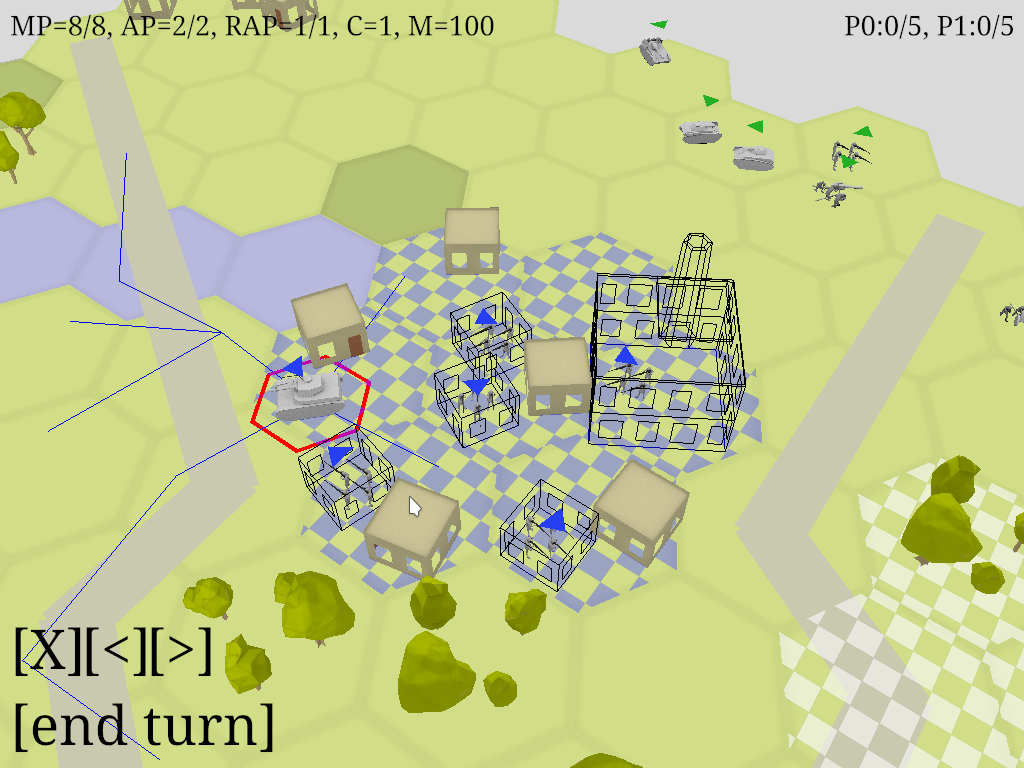 MP=8/8, AP=2/2, RAP=1/1, C=1, M=100
P0:0/5, P1:0/5
[X][<][>]
[end turn]